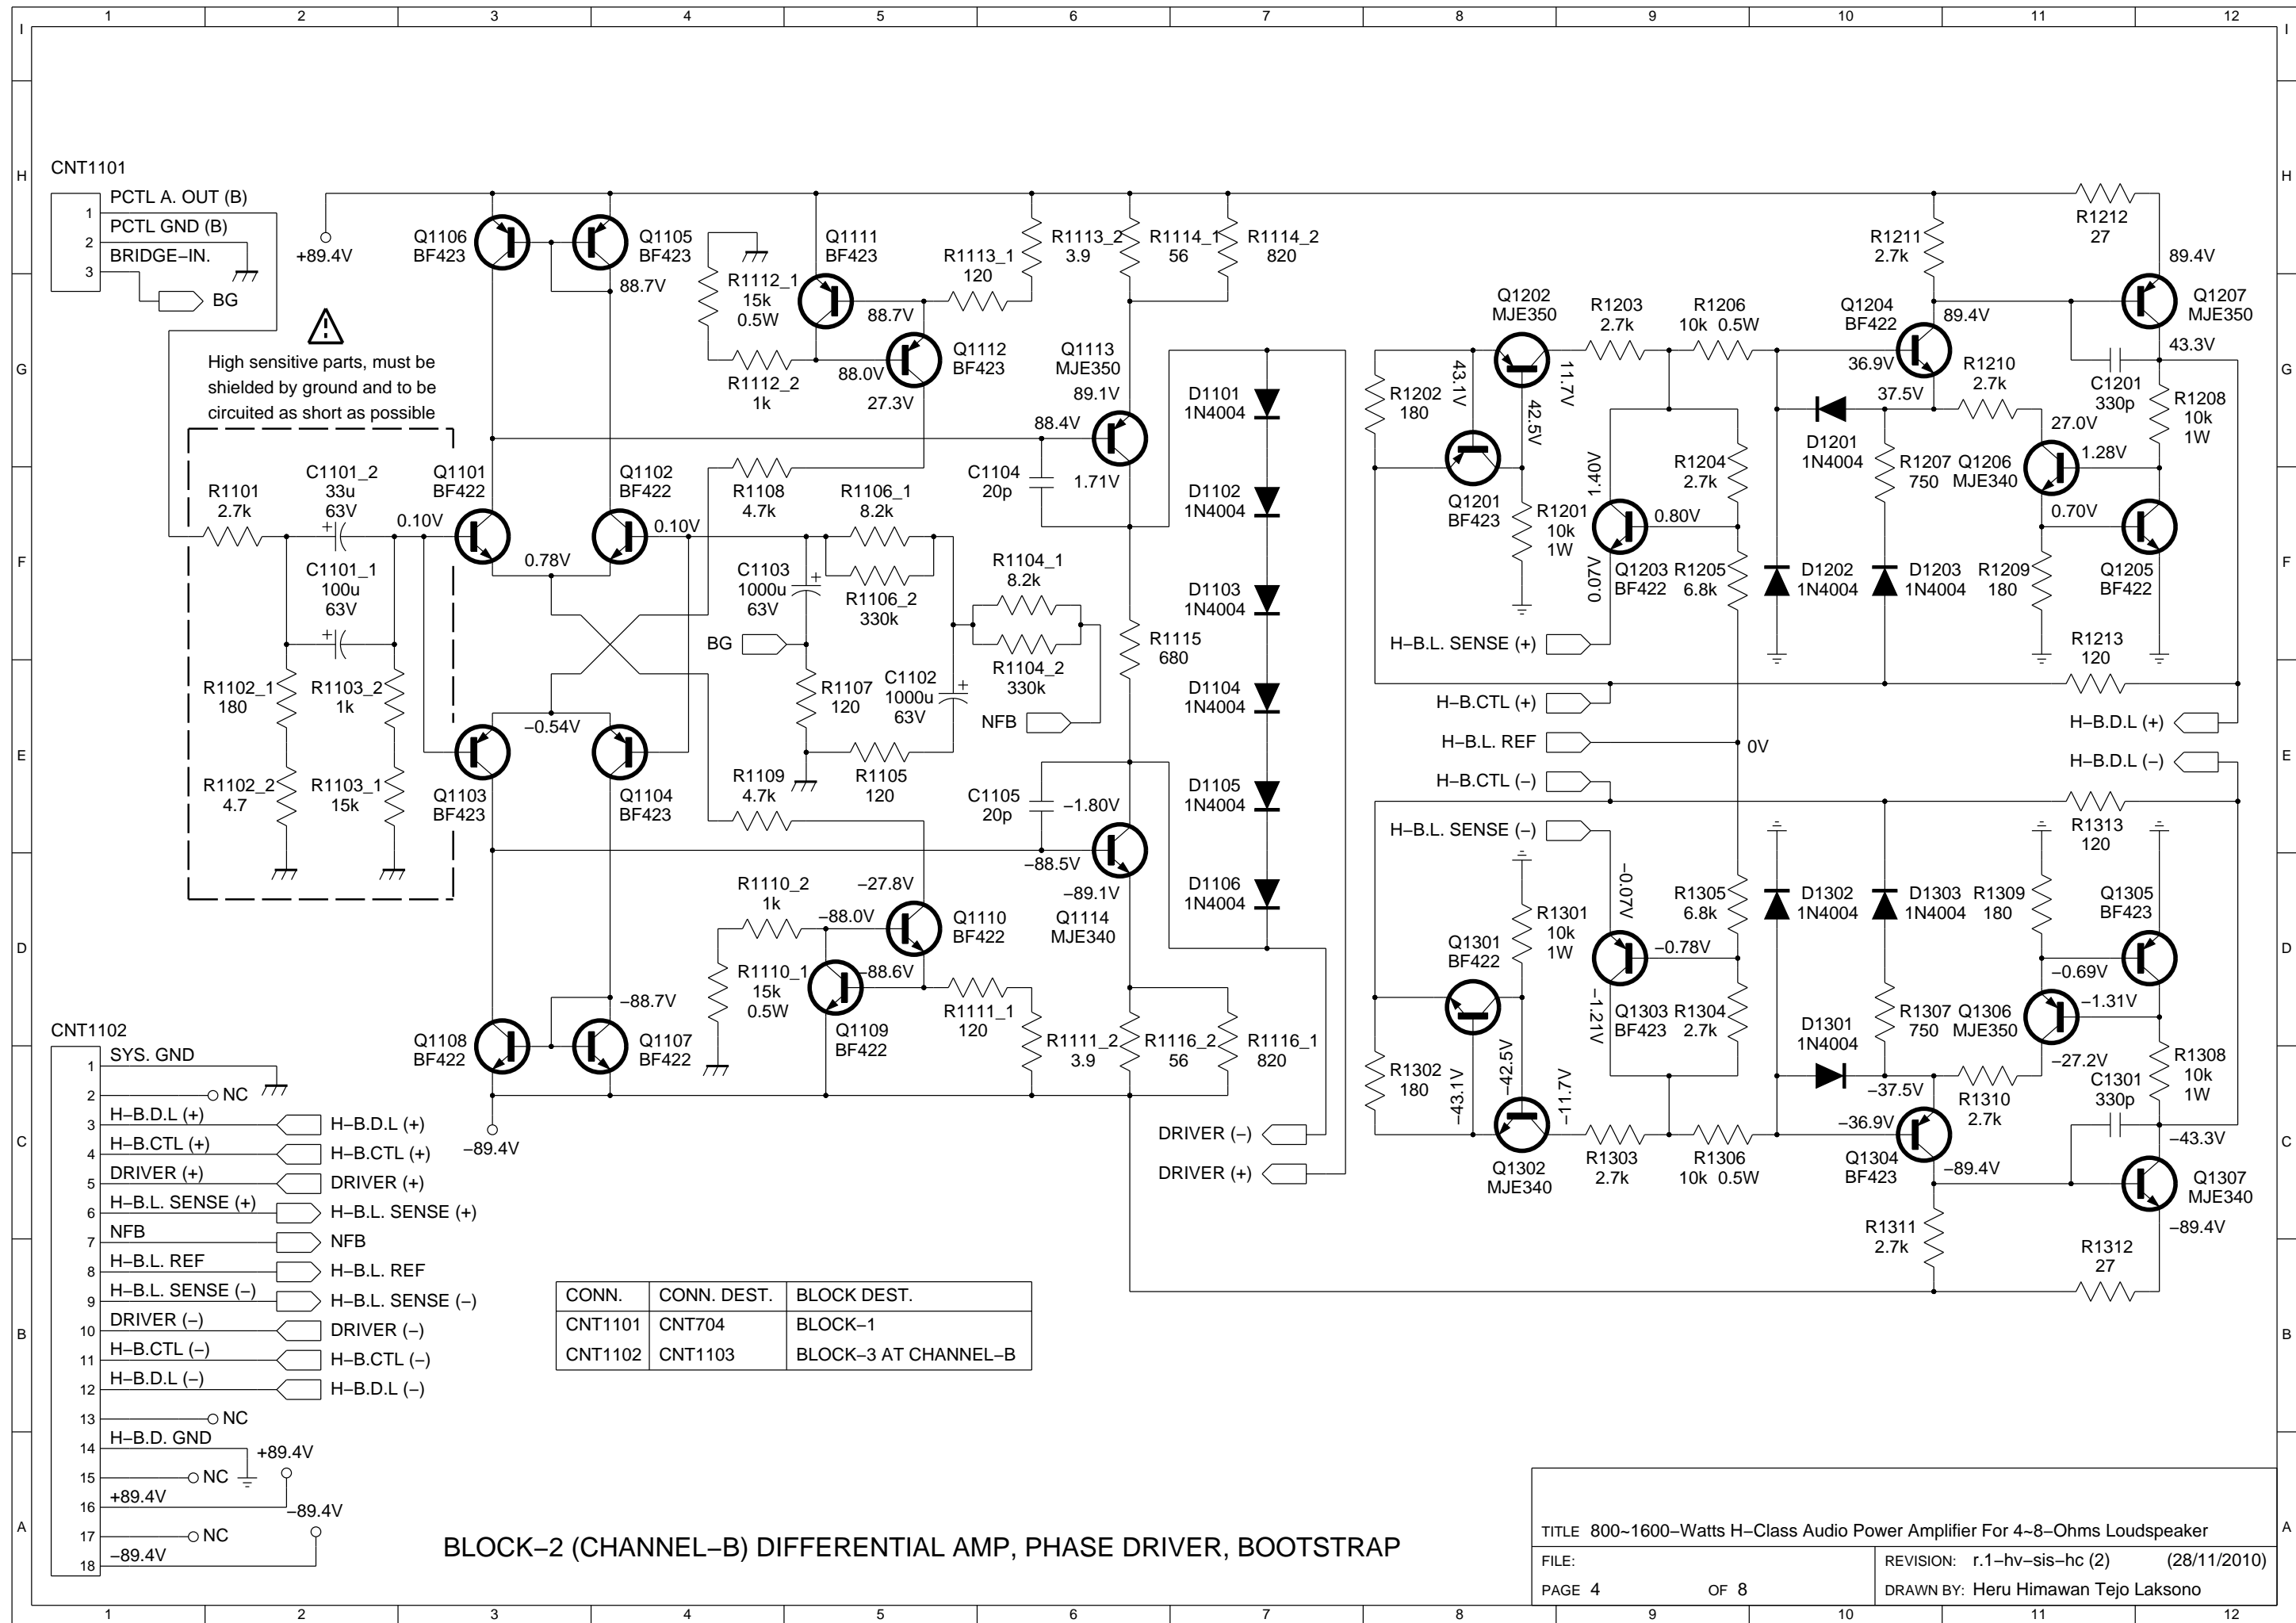 1 2 3 4 5 6 7 8 9 10 11 12
I H G F E D C B A
I H G F E D C B A
CNT1101
1 PCTL A. OUT (B)
2 PCTL GND (B)
3 BRIDGE−IN.
BG
+89.4V
High sensitive parts, must be
shielded by ground and to be
circuited as short as possible
R1101
2.7k
C1101_2
33u
63V
+
C1101_1
100u
63V
+
R1102_1
180
R1103_2
1k
R1102_2
4.7
R1103_1
15k
0.10V
Q1106
BF423
Q1105
BF423
88.7V
Q1101
BF422
Q1102
BF422
0.10V
0.78V
−0.54V
Q1103
BF423
Q1104
BF423
Q1108
BF422
Q1107
BF422
−88.7V
−89.4V
R1112_1
15k
0.5W
R1112_2
1k
Q1111
BF423
88.7V
88.0V
Q1112
BF423
27.3V
R1113_1
120
R1113_2
3.9
R1114_1
56
R1114_2
820
R1108
4.7k
R1106_1
8.2k
R1106_2
330k
C1103
1000u
63V
+
BG
R1107
120
C1102
1000u
63V
+
R1105
120
R1104_1
8.2k
R1104_2
330k
NFB
R1109
4.7k
R1110_2
1k
R1110_1
15k
0.5W
−27.8V
−88.0V
Q1110
BF422
−88.6V
Q1109
BF422
R1111_1
120
R1111_2
3.9
R1116_2
56
R1116_1
820
Q1113
MJE350
89.1V
88.4V
1.71V
C1104
20p
R1115
680
C1105
20p
−1.80V
−88.5V
−89.1V
Q1114
MJE340
D1101
1N4004
D1102
1N4004
D1103
1N4004
D1104
1N4004
D1105
1N4004
D1106
1N4004
DRIVER (−)
DRIVER (+)
Q1202
MJE350
R1202
180
43.1V
42.5V
11.7V
Q1201
BF423
R1201
10k
1W
R1203
2.7k
R1206
10k 0.5W
1.40V
R1204
2.7k
0.80V
0.07V
Q1203
BF422
R1205
6.8k
Q1204
BF422
36.9V
37.5V
89.4V
R1211
2.7k
R1212
27
89.4V
Q1207
MJE350
43.3V
C1201
330p
R1210
2.7k
R1208
10k
1W
27.0V
1.28V
D1201
1N4004
R1207
750
Q1206
MJE340
0.70V
D1202
1N4004
D1203
1N4004
R1209
180
Q1205
BF422
R1213
120
H−B.L. SENSE (+)
H−B.CTL (+)
H−B.L. REF
0V
H−B.CTL (−)
H−B.L. SENSE (−)
H−B.D.L (+)
H−B.D.L (−)
R1313
120
R1301
10k
1W
Q1301
BF422
−0.07V
−0.78V
R1305
6.8k
D1302
1N4004
D1303
1N4004
R1309
180
Q1305
BF423
−0.69V
−1.31V
Q1303
BF423
R1304
2.7k
−1.21V
D1301
1N4004
R1307
750
Q1306
MJE350
−27.2V
R1302
180
−43.1V
−42.5V
−11.7V
Q1302
MJE340
R1303
2.7k
R1306
10k 0.5W
−37.5V
−36.9V
Q1304
BF423
−89.4V
R1310
2.7k
C1301
330p
R1308
10k
1W
−43.3V
Q1307
MJE340
−89.4V
R1311
2.7k
R1312
27
CNT1102
1 SYS. GND
2 NC
3 H−B.D.L (+) H−B.D.L (+)
4 H−B.CTL (+) H−B.CTL (+)
5 DRIVER (+) DRIVER (+)
6 H−B.L. SENSE (+) H−B.L. SENSE (+)
7 NFB NFB
8 H−B.L. REF H−B.L. REF
9 H−B.L. SENSE (−) H−B.L. SENSE (−)
10 DRIVER (−) DRIVER (−)
11 H−B.CTL (−) H−B.CTL (−)
12 H−B.D.L (−) H−B.D.L (−)
13 NC
14 H−B.D. GND
+89.4V
15 NC
16 +89.4V
−89.4V
17 NC
18 −89.4V
CONN. CONN. DEST. BLOCK DEST.
CNT1101 CNT704 BLOCK−1
CNT1102 CNT1103 BLOCK−3 AT CHANNEL−B
BLOCK−2 (CHANNEL−B) DIFFERENTIAL AMP, PHASE DRIVER, BOOTSTRAP
TITLE 800~1600−Watts H−Class Audio Power Amplifier For 4~8−Ohms Loudspeaker
FILE: REVISION: r.1−hv−sis−hc (2) (28/11/2010)
PAGE 4 OF 8 DRAWN BY: Heru Himawan Tejo Laksono
1 2 3 4 5 6 7 8 9 10 11 12